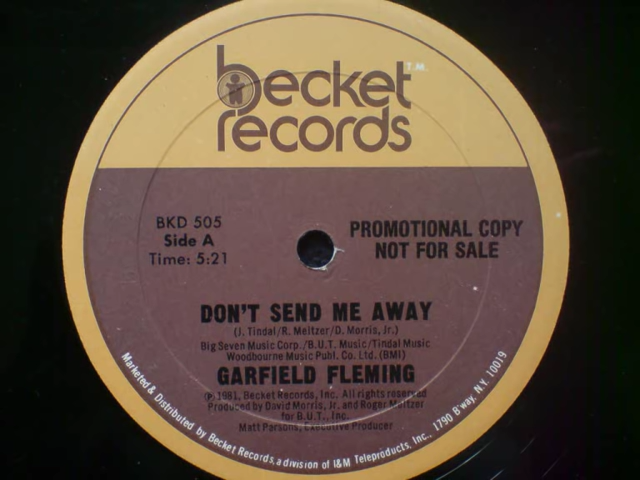 becket T.M.
records
BKD 505
Side A
Time: 5:21
PROMOTIONAL COPY
NOT FOR SALE
DON'T SEND ME AWAY
(J. Tindal/R. Meltzer/D. Morris, Jr.)
Big Seven Music Corp./B.U.T. Music/Tindal Music
Woodbourne Music Publ. Co. Ltd. (BMI)
GARFIELD FLEMING
℗ 1981, Becket Records, Inc. All rights reserved
Produced by David Morris, Jr. and Roger Meltzer
for B.U.T., Inc.
Matt Parsons, Executive Producer
Marketed & Distributed by Becket Records, a division of I&M Teleproducts, Inc., 1790 B'way, N.Y. 10019